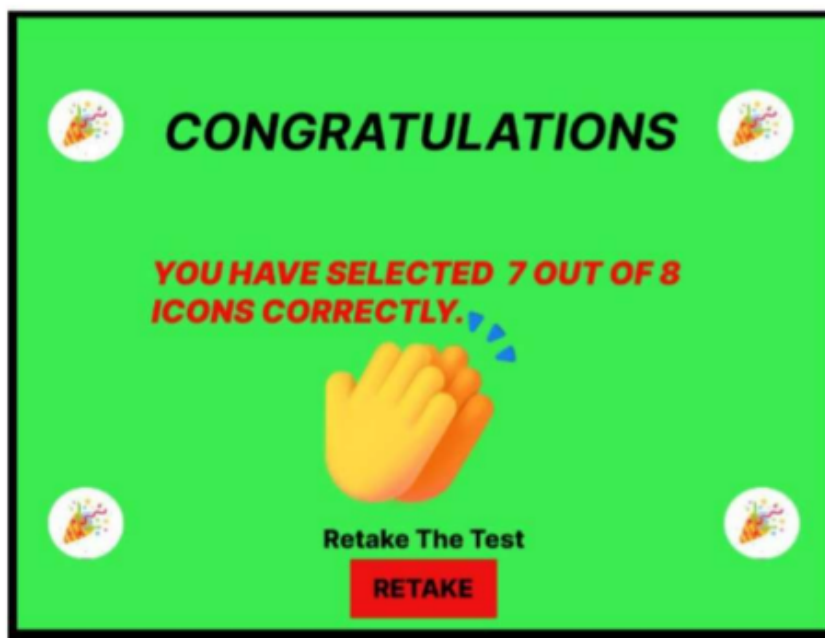 CONGRATULATIONS
YOU HAVE SELECTED 7 OUT OF 8
ICONS CORRECTLY.
Retake The Test
RETAKE